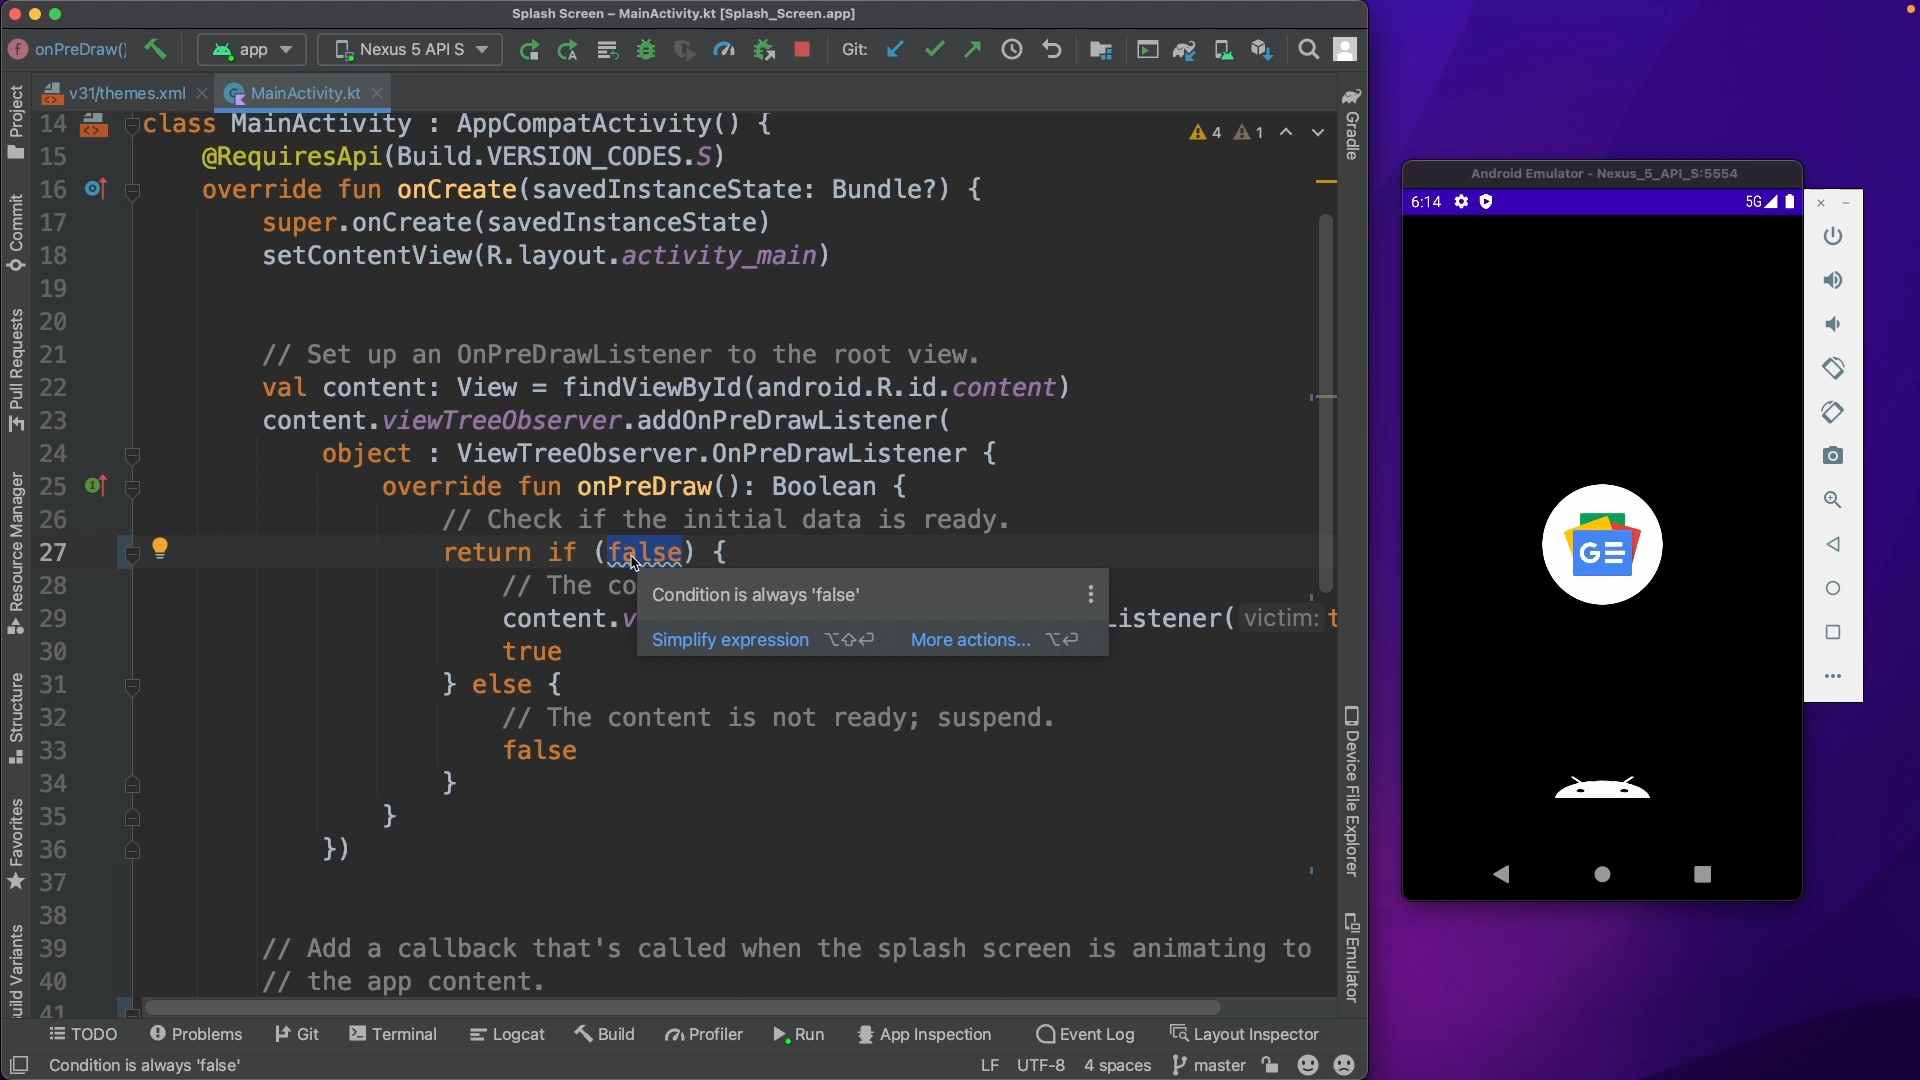 Splash Screen – MainActivity.kt [Splash_Screen.app]
onPreDraw()
app
Nexus 5 API S
Git:
v31/themes.xml
MainActivity.kt
14 class MainActivity : AppCompatActivity() {
4 1
15 @RequiresApi(Build.VERSION_CODES.S)
16 override fun onCreate(savedInstanceState: Bundle?) {
17 super.onCreate(savedInstanceState)
18 setContentView(R.layout.activity_main)
19
20
21 // Set up an OnPreDrawListener to the root view.
22 val content: View = findViewById(android.R.id.content)
23 content.viewTreeObserver.addOnPreDrawListener(
24 object : ViewTreeObserver.OnPreDrawListener {
25 override fun onPreDraw(): Boolean {
26 // Check if the initial data is ready.
27 return if (false) {
28 // The co
Condition is always 'false'
29 content.v
Listener( victim: t
Simplify expression ⌥⇧⏎ More actions... ⌥⏎
30 true
31 } else {
32 // The content is not ready; suspend.
33 false
34 }
35 }
36 })
37
38
39 // Add a callback that's called when the splash screen is animating to
40 // the app content.
41
Project
Commit
Pull Requests
Resource Manager
Structure
Favorites
uild Variants
Gradle
Device File Explorer
Emulator
TODO Problems Git Terminal Logcat Build Profiler Run App Inspection Event Log Layout Inspector
Condition is always 'false'
LF UTF-8 4 spaces master
Android Emulator - Nexus_5_API_S:5554
6:14
5G
G